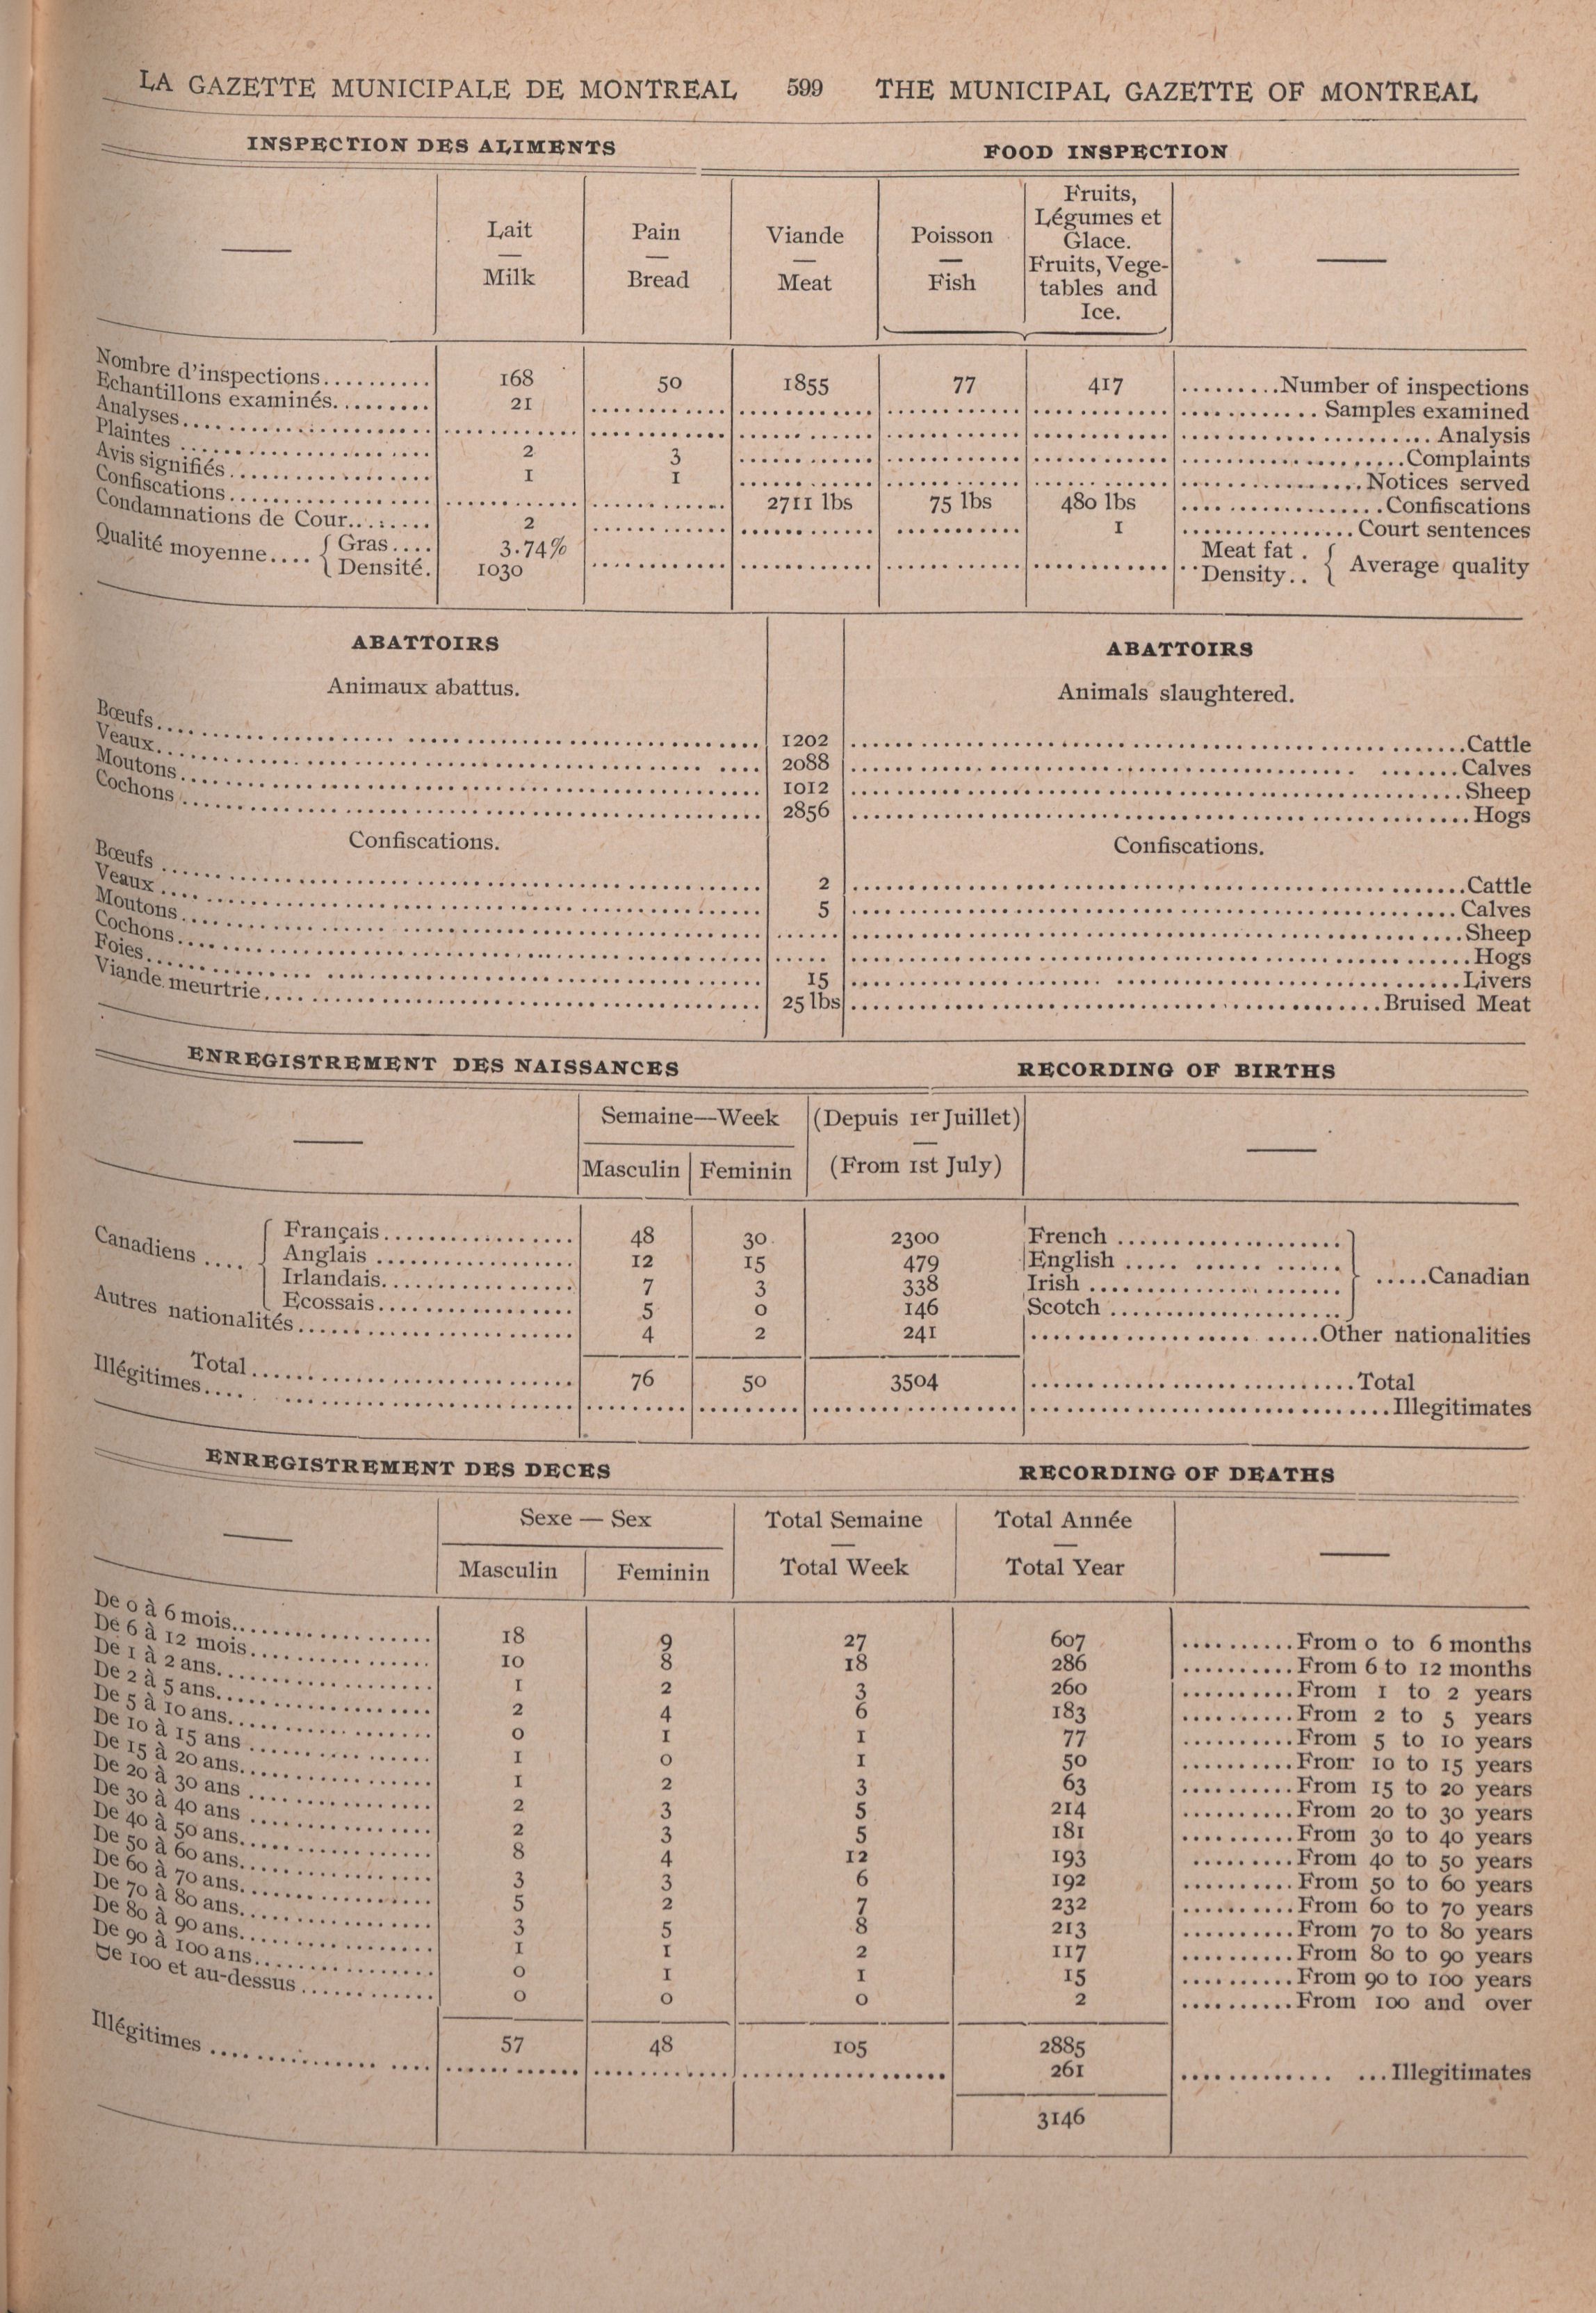 LA GAZETTE MUNICIPALE DE MONTREAL 599 THE MUNICIPAL GAZETTE OF MONTREAL
INSPECTION DES ALIMENTS FOOD INSPECTION
Lait — Milk Pain — Bread Viande — Meat Poisson — Fish Fruits, Légumes et Glace. Fruits, Vege-tables and Ice.
Nombre d'inspections.......... 168 50 1855 77 417 .........Number of inspections
Echantillons examinés......... 21 ............ Samples examined
Analyses.................... .................... Analysis
Plaintes .................... 2 3 ....................Complaints
Avis signifiés................. 1 1 ................Notices served
Confiscations................. 2711 lbs 75 lbs 480 lbs ..................Confiscations
Condamnations de Cour........ 2 1 ................Court sentences
Qualité moyenne.... { Gras.... 3.74% Meat fat . { Average quality
{ Densité. 1030 Density..
ABATTOIRS ABATTOIRS
Animaux abattus. Animals slaughtered.
Bœufs.................... 1202 ....................Cattle
Veaux.................... 2088 ....................Calves
Moutons.................... 1012 ....................Sheep
Cochons.................... 2856 ....................Hogs
Confiscations. Confiscations.
Bœufs .................... 2 ....................Cattle
Veaux.................... 5 ....................Calves
Moutons.................... ....................Sheep
Cochons.................... ....................Hogs
Foies.................... 15 ....................Livers
Viande meurtrie.................... 25 lbs ....................Bruised Meat
ENREGISTREMENT DES NAISSANCES RECORDING OF BIRTHS
Semaine—Week (Depuis 1er Juillet)
Masculin Feminin (From 1st July)
Canadiens .... { Français.................. 48 30 2300 French ....................
Anglais .................. 12 15 479 English .................... } .....Canadian
Irlandais.................. 7 3 338 Irish ....................
Ecossais.................. 5 0 146 Scotch ....................
Autres nationalités.................... 4 2 241 ....................Other nationalities
Total.................... 76 50 3504 ....................Total
Illégitimes.................... ....................Illegitimates
ENREGISTREMENT DES DECES RECORDING OF DEATHS
Sexe — Sex Total Semaine Total Année
Masculin Feminin Total Week Total Year
De 0 à 6 mois.................. 18 9 27 607 ..........From 0 to 6 months
De 6 à 12 mois................ 10 8 18 286 ..........From 6 to 12 months
De 1 à 2 ans.................. 1 2 3 260 ..........From 1 to 2 years
De 2 à 5 ans.................. 2 4 6 183 ..........From 2 to 5 years
De 5 à 10 ans................. 0 1 1 77 ..........From 5 to 10 years
De 10 à 15 ans ................ 1 0 1 50 ..........From 10 to 15 years
De 15 à 20 ans................. 1 2 3 63 ..........From 15 to 20 years
De 20 à 30 ans ................ 2 3 5 214 ..........From 20 to 30 years
De 30 à 40 ans ................ 2 3 5 181 ..........From 30 to 40 years
De 40 à 50 ans................. 8 4 12 193 .........From 40 to 50 years
De 50 à 60 ans................. 3 3 6 192 ..........From 50 to 60 years
De 60 à 70 ans................. 5 2 7 232 ..........From 60 to 70 years
De 70 à 80 ans................. 3 5 8 213 ..........From 70 to 80 years
De 80 à 90 ans................. 1 1 2 117 ..........From 80 to 90 years
De 90 à 100 ans................ 0 1 1 15 ..........From 90 to 100 years
De 100 et au-dessus............ 0 0 0 2 ..........From 100 and over
57 48 105 2885
Illégitimes .................... 261 ................Illegitimates
3146